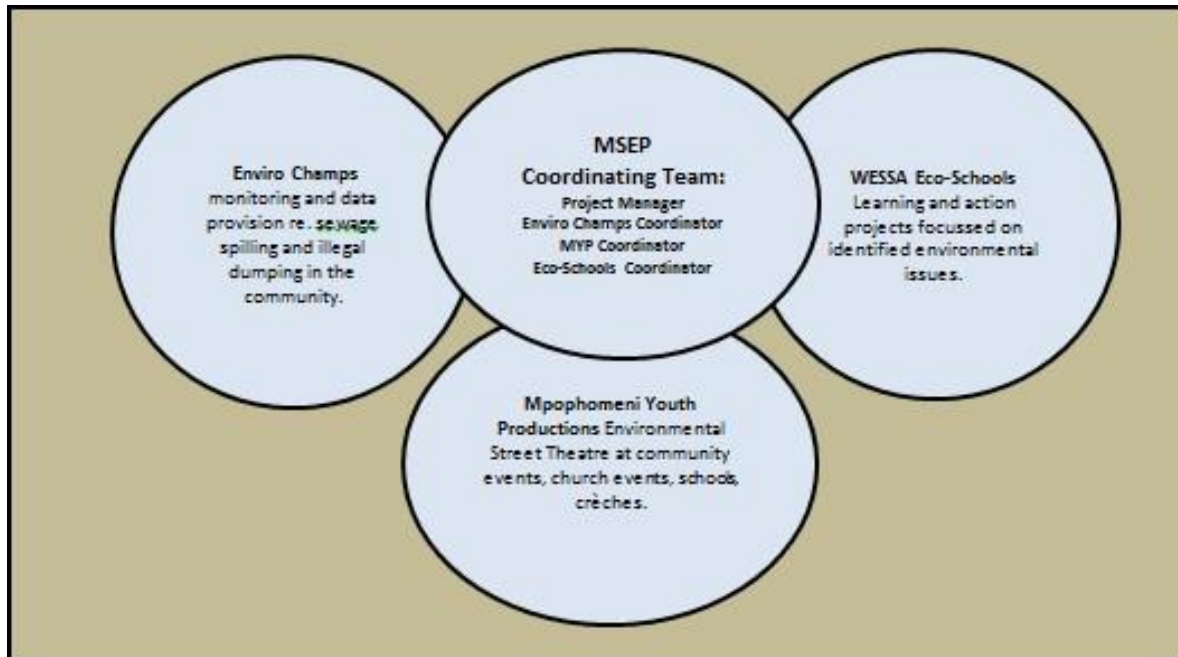 Enviro Champs
monitoring and data
provision re. sewage
spilling and illegal
dumping in the
community.
MSEP
Coordinating Team:
Project Manager
Enviro Champs Coordinator
MYP Coordinator
Eco-Schools Coordinator
WESSA Eco-Schools
Learning and action
projects focussed on
identified environmental
issues.
Mpophomeni Youth
Productions Environmental
Street Theatre at community
events, church events, schools,
crèches.